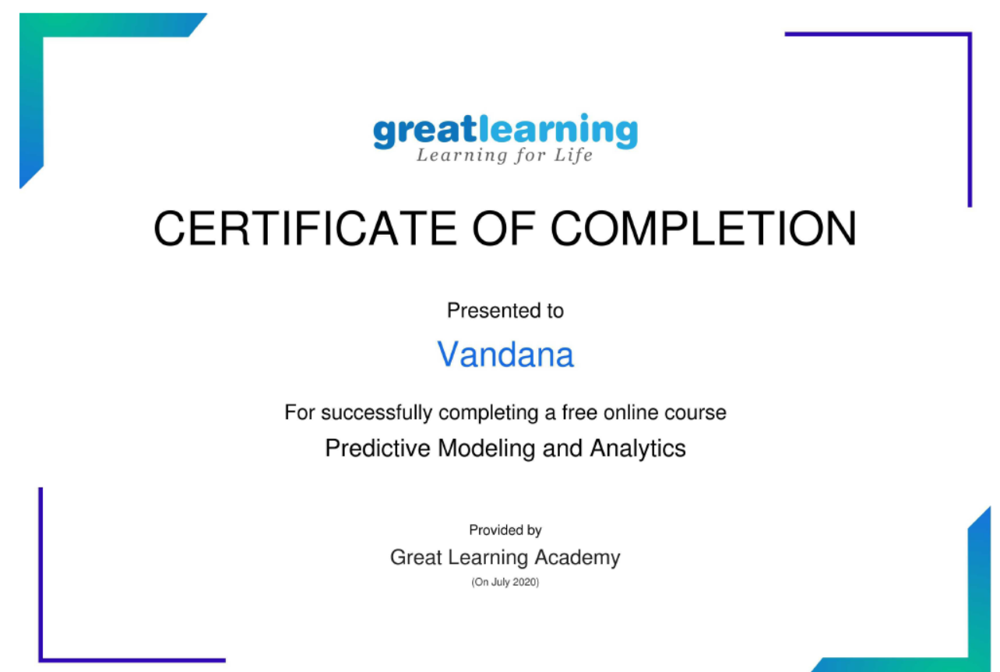 greatlearning
Learning for Life
CERTIFICATE OF COMPLETION
Presented to
Vandana
For successfully completing a free online course
Predictive Modeling and Analytics
Provided by
Great Learning Academy
(On July 2020)